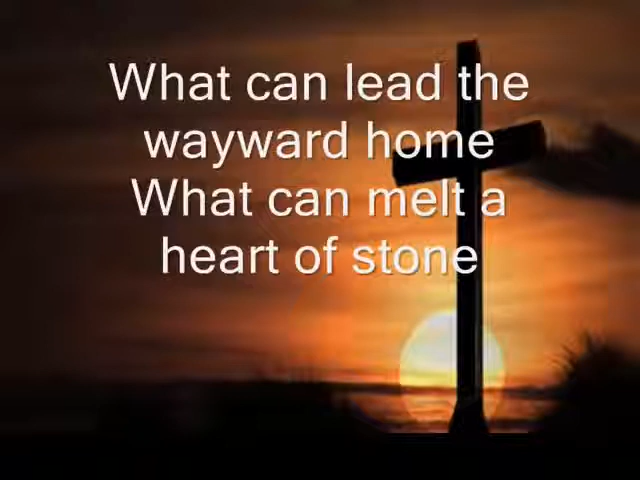 What can lead the
wayward home
What can melt a
heart of stone